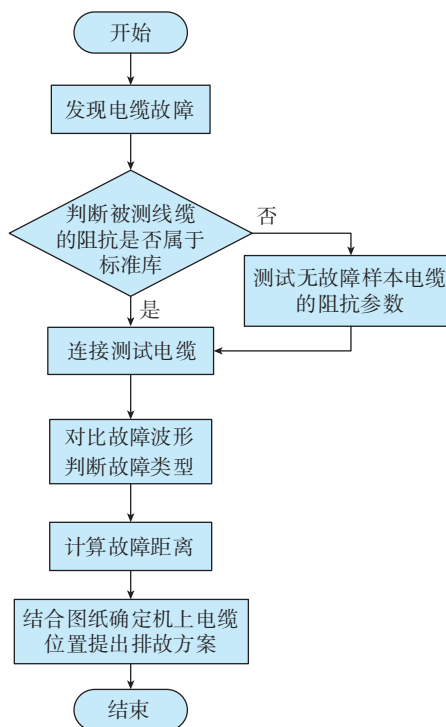 开始
发现电缆故障
判断被测线缆
的阻抗是否属于
标准库
否
测试无故障样本电缆
的阻抗参数
是
连接测试电缆
对比故障波形
判断故障类型
计算故障距离
结合图纸确定机上电缆
位置提出排故方案
结束